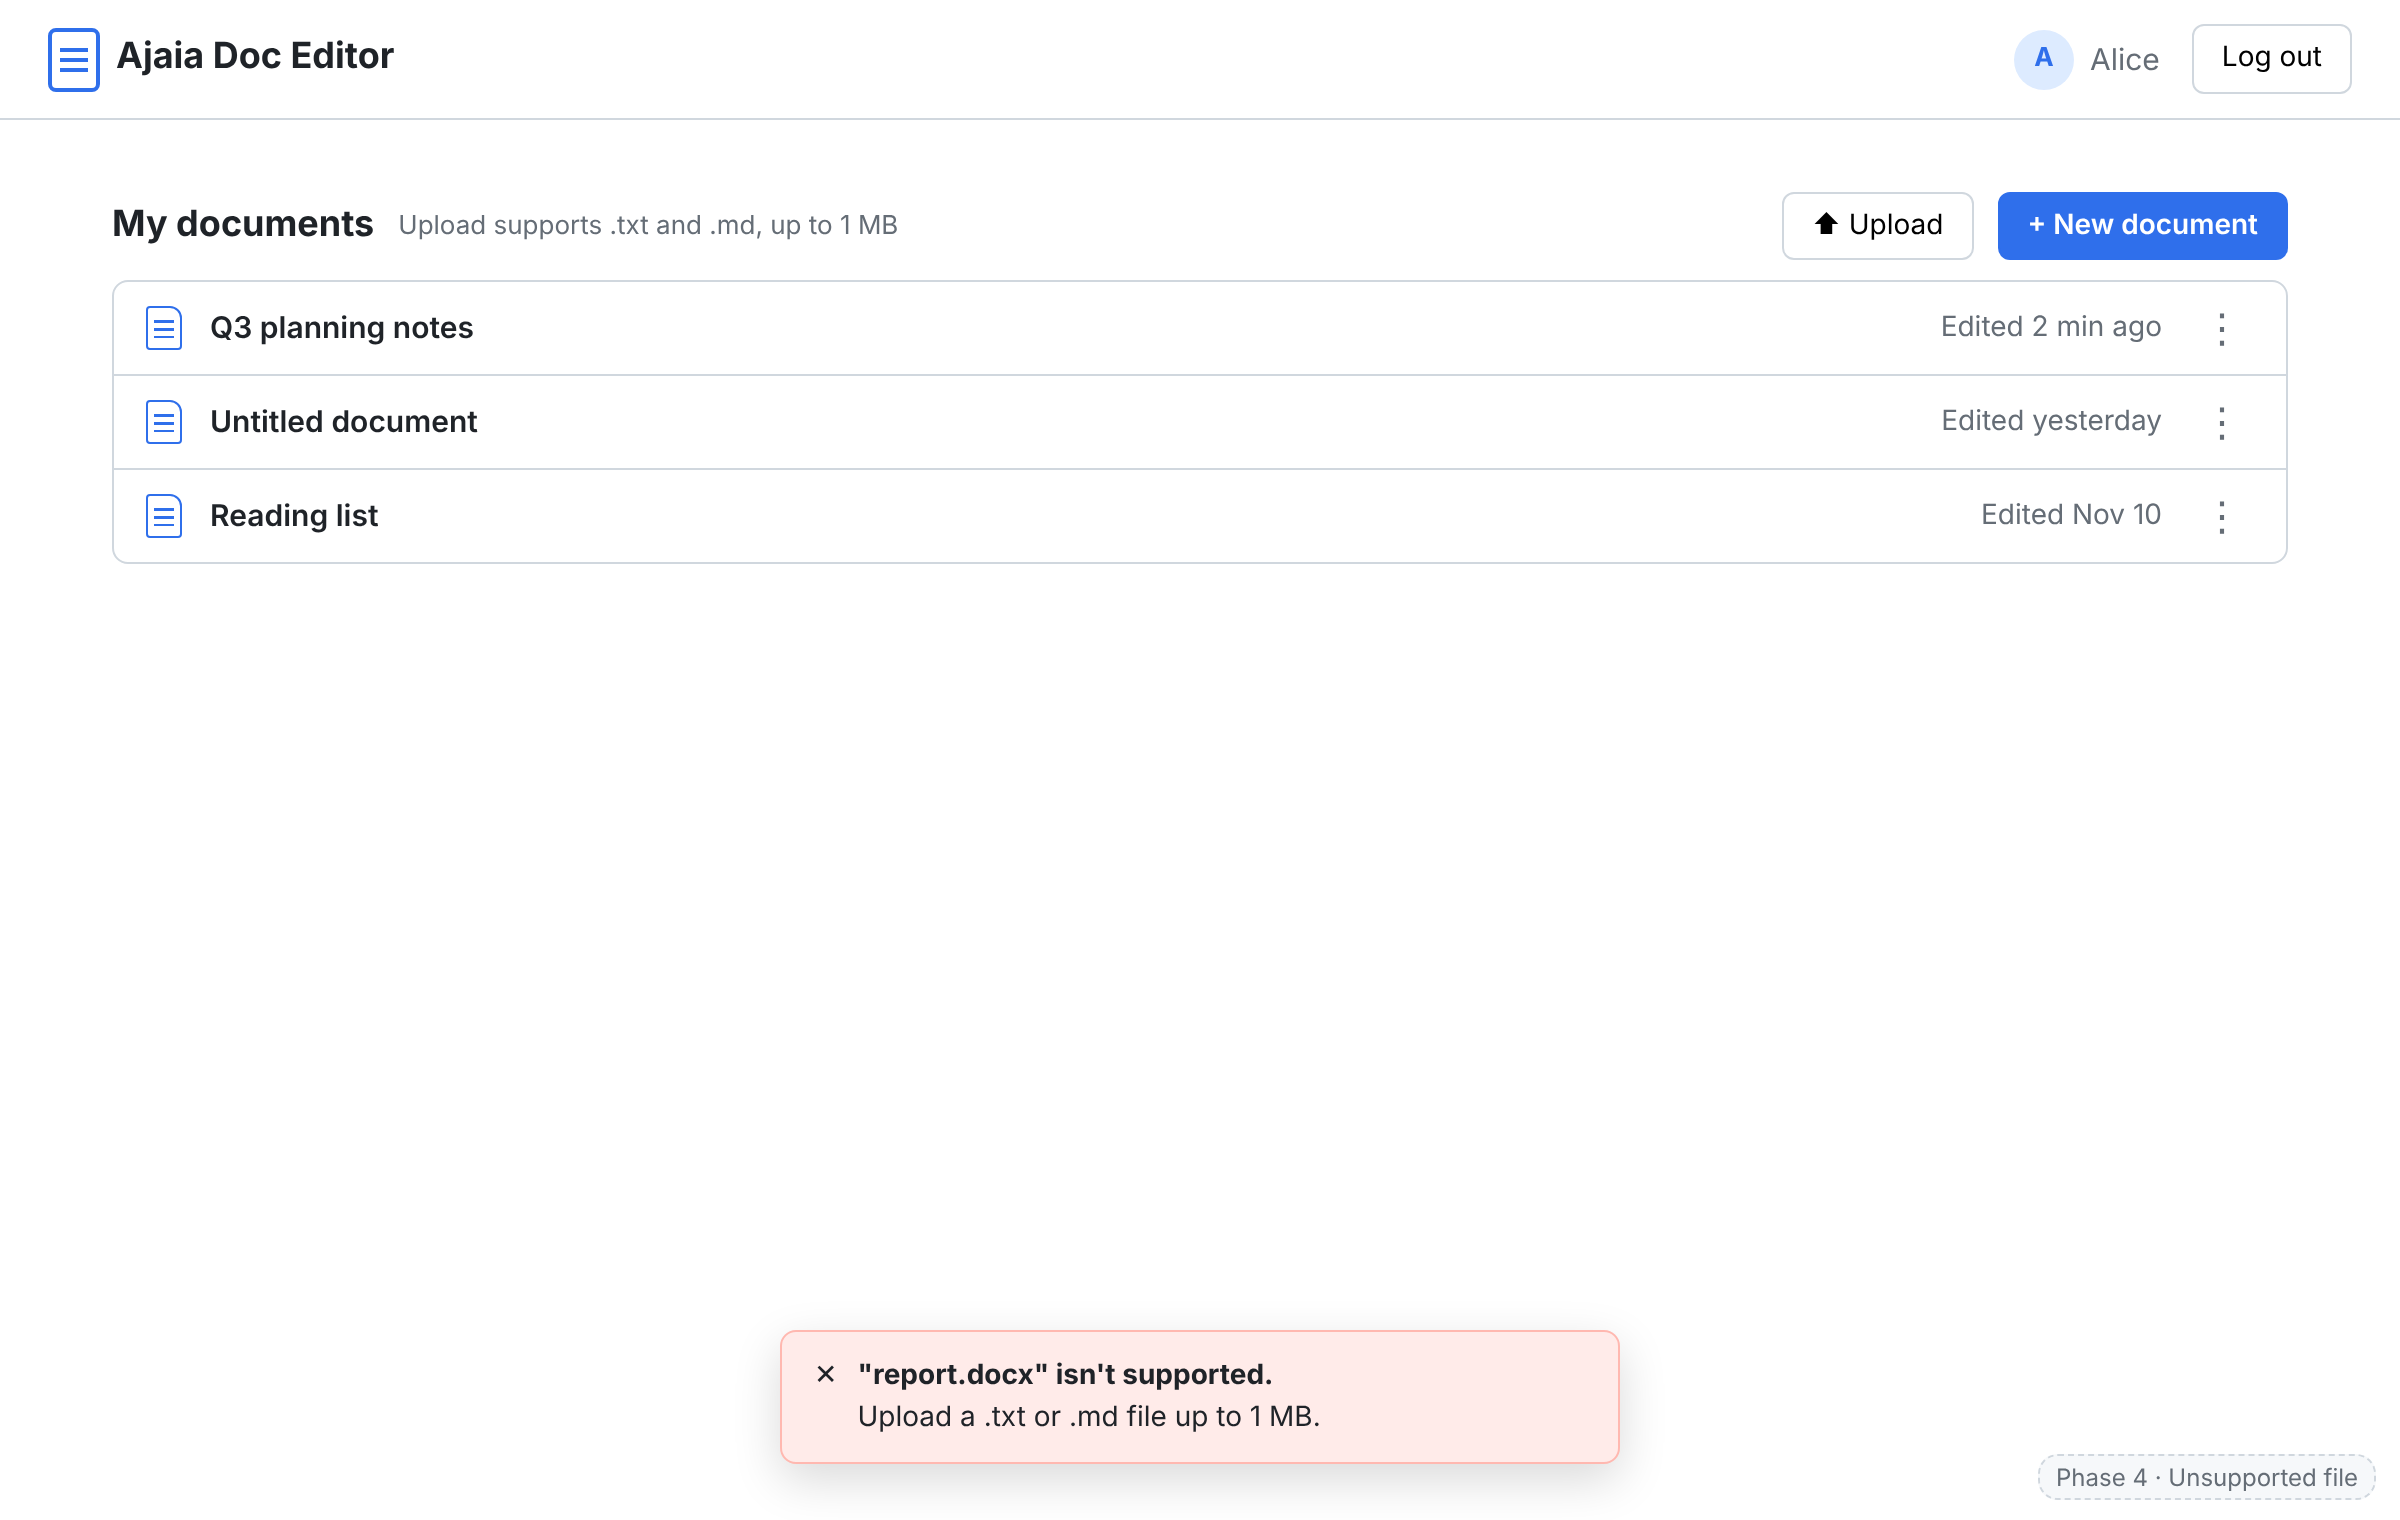 Ajaia Doc Editor
A Alice Log out
My documents Upload supports .txt and .md, up to 1 MB
Upload + New document
Q3 planning notes Edited 2 min ago
Untitled document Edited yesterday
Reading list Edited Nov 10
"report.docx" isn't supported.
Upload a .txt or .md file up to 1 MB.
Phase 4 · Unsupported file